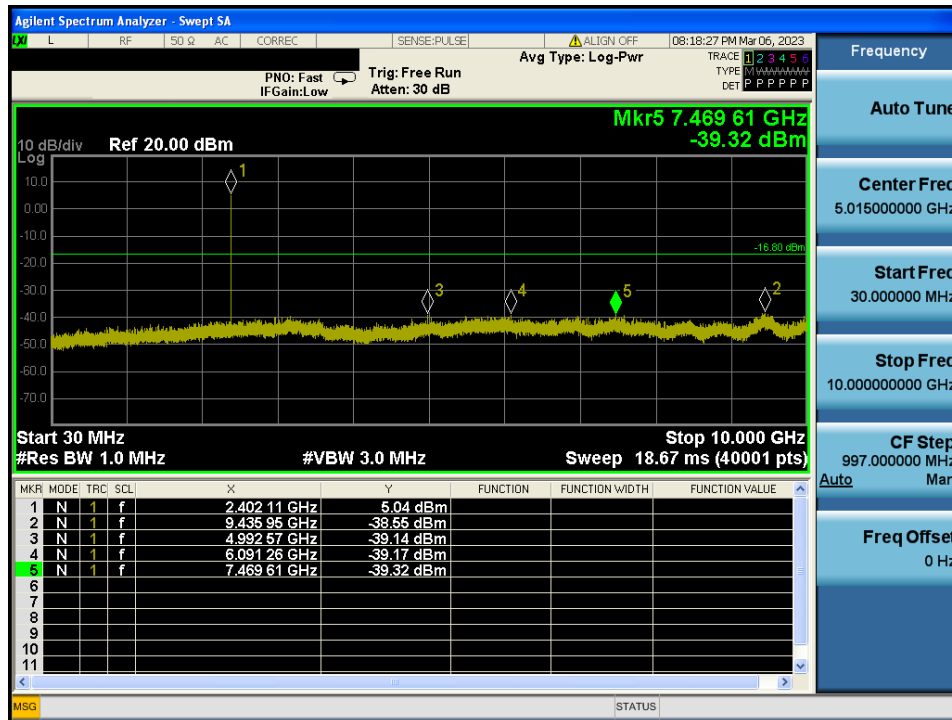 Agilent Spectrum Analyzer - Swept SA
LXI L RF 50 Ω AC CORREC SENSE:PULSE ALIGN OFF 08:18:27 PM Mar 06, 2023
Avg Type: Log-Pwr
TRACE 1 2 3 4 5 6
TYPE M
DET P P P P P P
PNO: Fast
IFGain:Low
Trig: Free Run
Atten: 30 dB
Mkr5 7.469 61 GHz
-39.32 dBm
10 dB/div Ref 20.00 dBm
Log
10.0
0.00
-10.0
-20.0
-30.0
-40.0
-50.0
-60.0
-70.0
1
3
4
5
2
-16.80 dBm
Start 30 MHz
Stop 10.000 GHz
#Res BW 1.0 MHz
#VBW 3.0 MHz
Sweep 18.67 ms (40001 pts)
MKR MODE TRC SCL X Y FUNCTION FUNCTION WIDTH FUNCTION VALUE
1 N 1 f 2.402 11 GHz 5.04 dBm
2 N 1 f 9.435 95 GHz -38.55 dBm
3 N 1 f 4.992 57 GHz -39.14 dBm
4 N 1 f 6.091 26 GHz -39.17 dBm
5 N 1 f 7.469 61 GHz -39.32 dBm
6
7
8
9
10
11
MSG
STATUS
Frequency
Auto Tune
Center Freq
5.015000000 GHz
Start Freq
30.000000 MHz
Stop Freq
10.000000000 GHz
CF Step
997.000000 MHz
Auto Man
Freq Offset
0 Hz